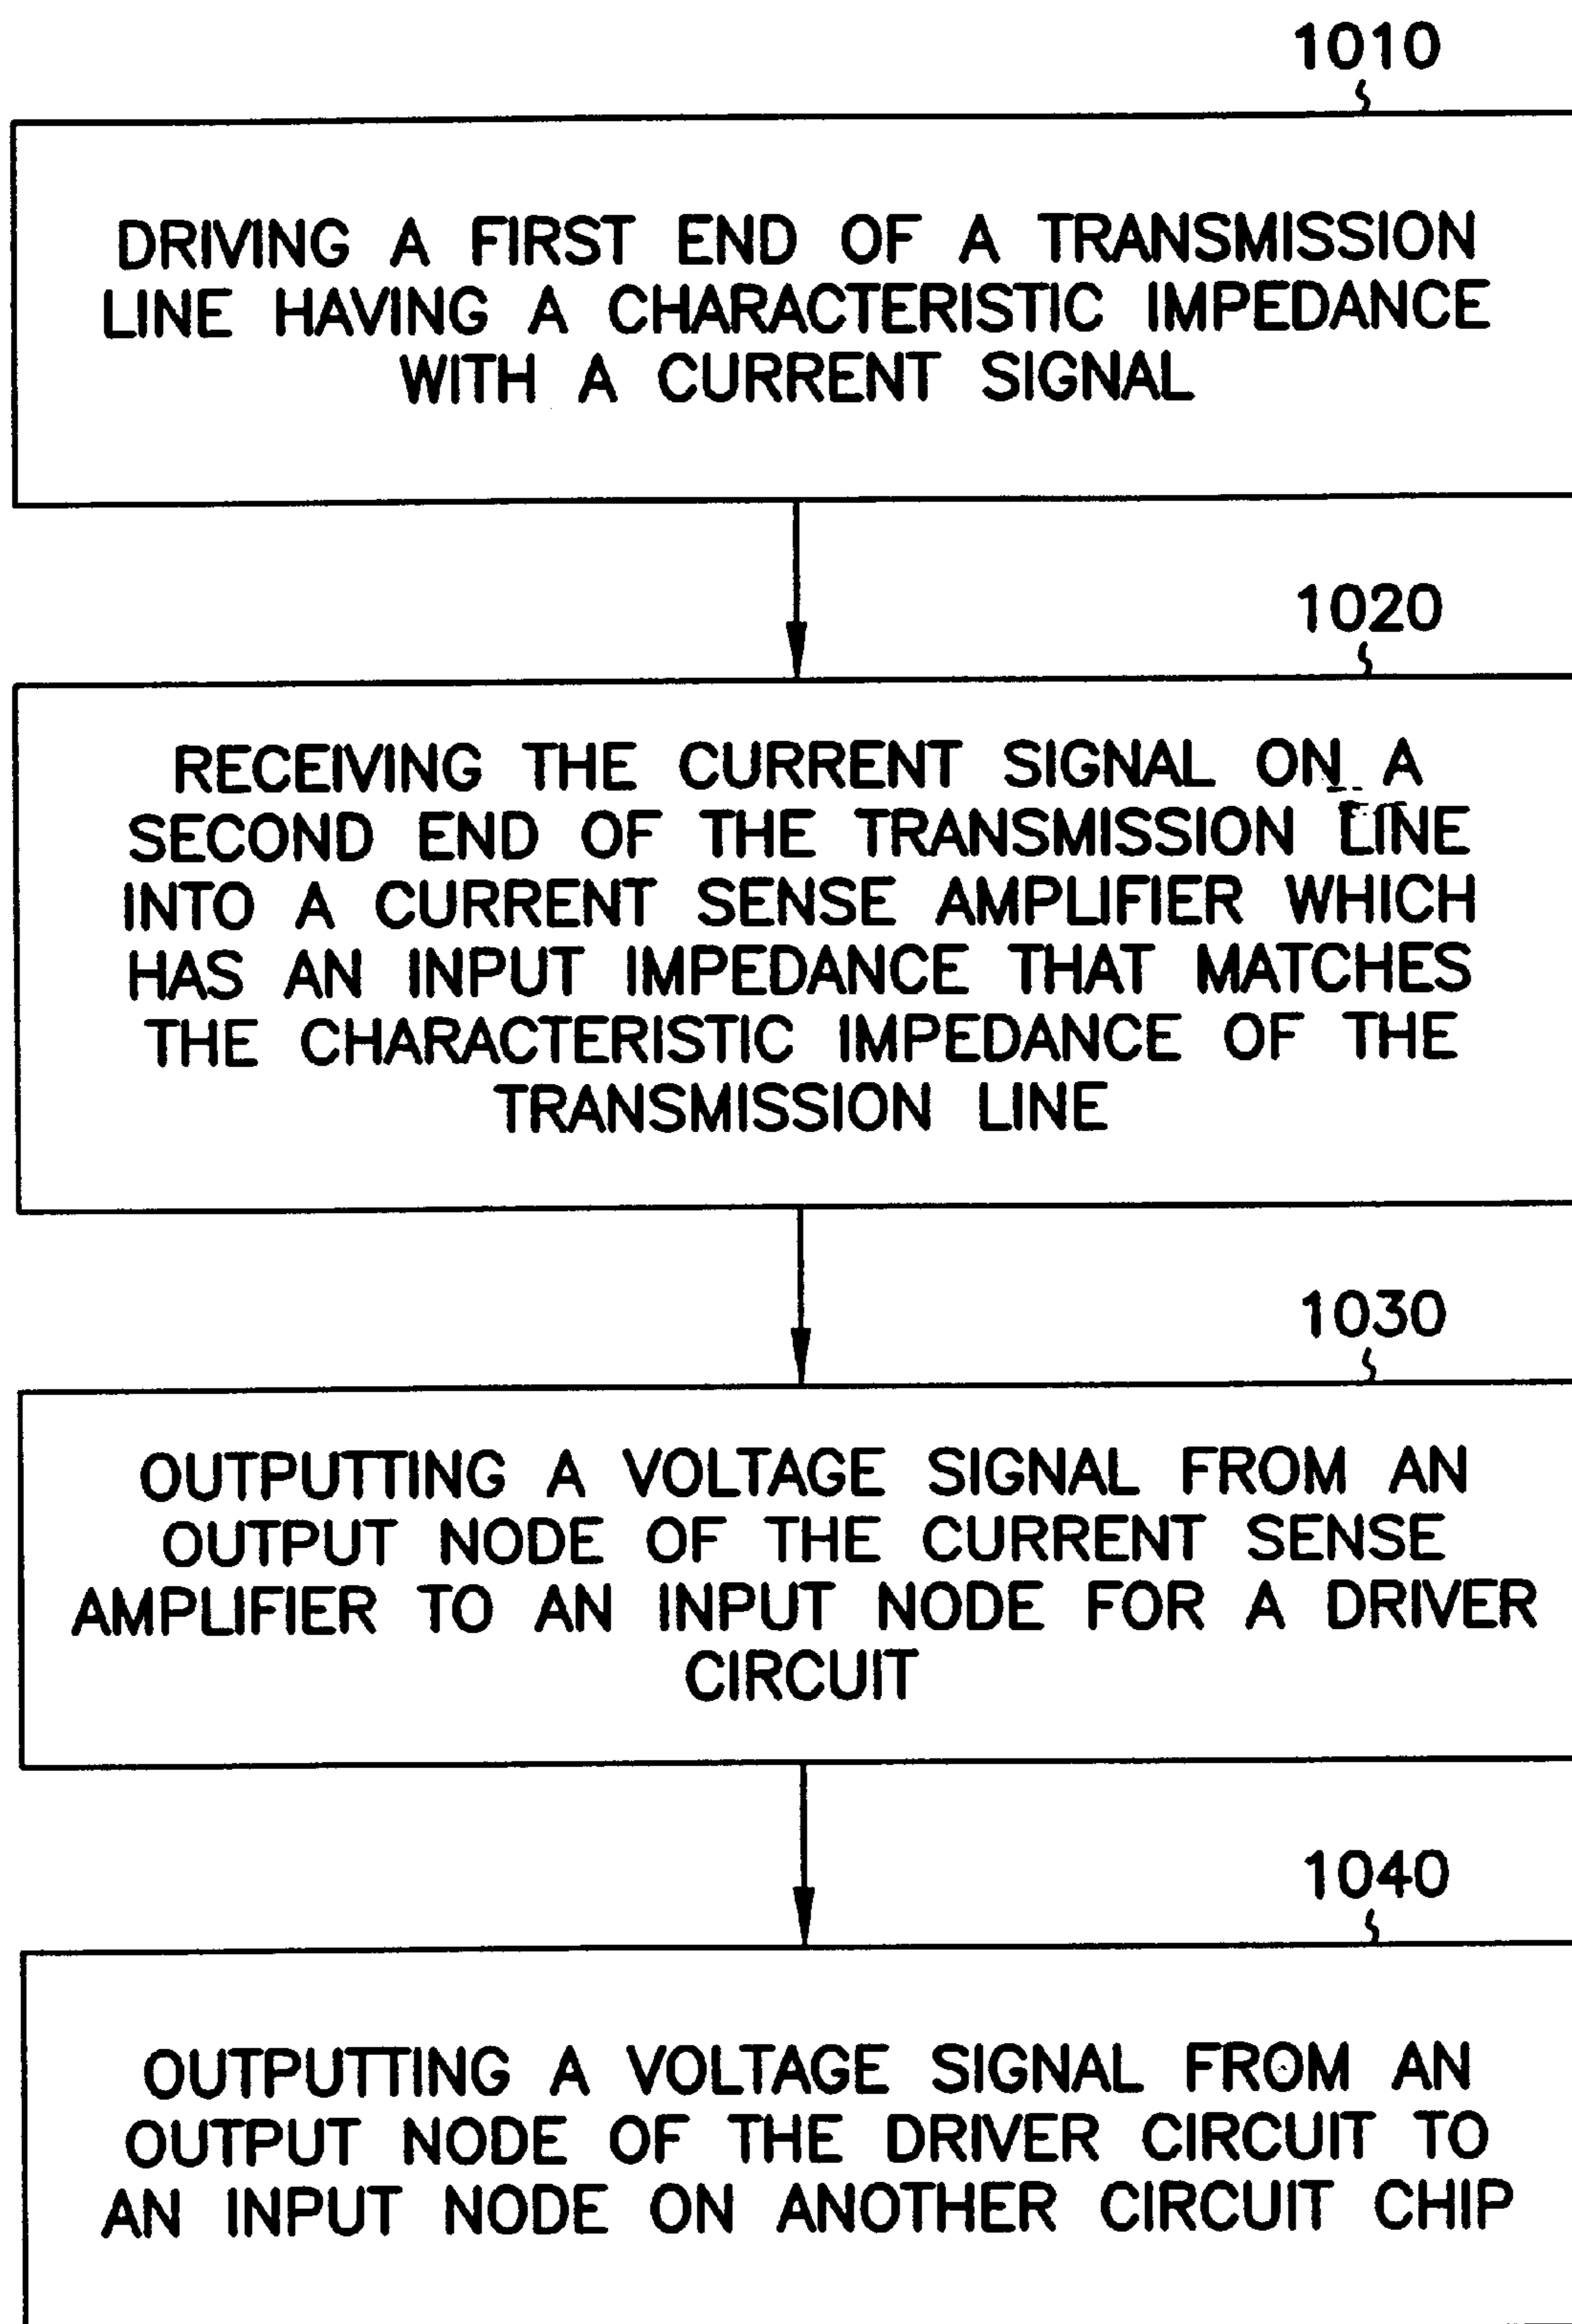 1010
DRIVING A FIRST END OF A TRANSMISSION
LINE HAVING A CHARACTERISTIC IMPEDANCE
WITH A CURRENT SIGNAL
1020
RECEIVING THE CURRENT SIGNAL ON A
SECOND END OF THE TRANSMISSION LINE
INTO A CURRENT SENSE AMPLIFIER WHICH
HAS AN INPUT IMPEDANCE THAT MATCHES
THE CHARACTERISTIC IMPEDANCE OF THE
TRANSMISSION LINE
1030
OUTPUTTING A VOLTAGE SIGNAL FROM AN
OUTPUT NODE OF THE CURRENT SENSE
AMPLIFIER TO AN INPUT NODE FOR A DRIVER
CIRCUIT
1040
OUTPUTTING A VOLTAGE SIGNAL FROM AN
OUTPUT NODE OF THE DRIVER CIRCUIT TO
AN INPUT NODE ON ANOTHER CIRCUIT CHIP